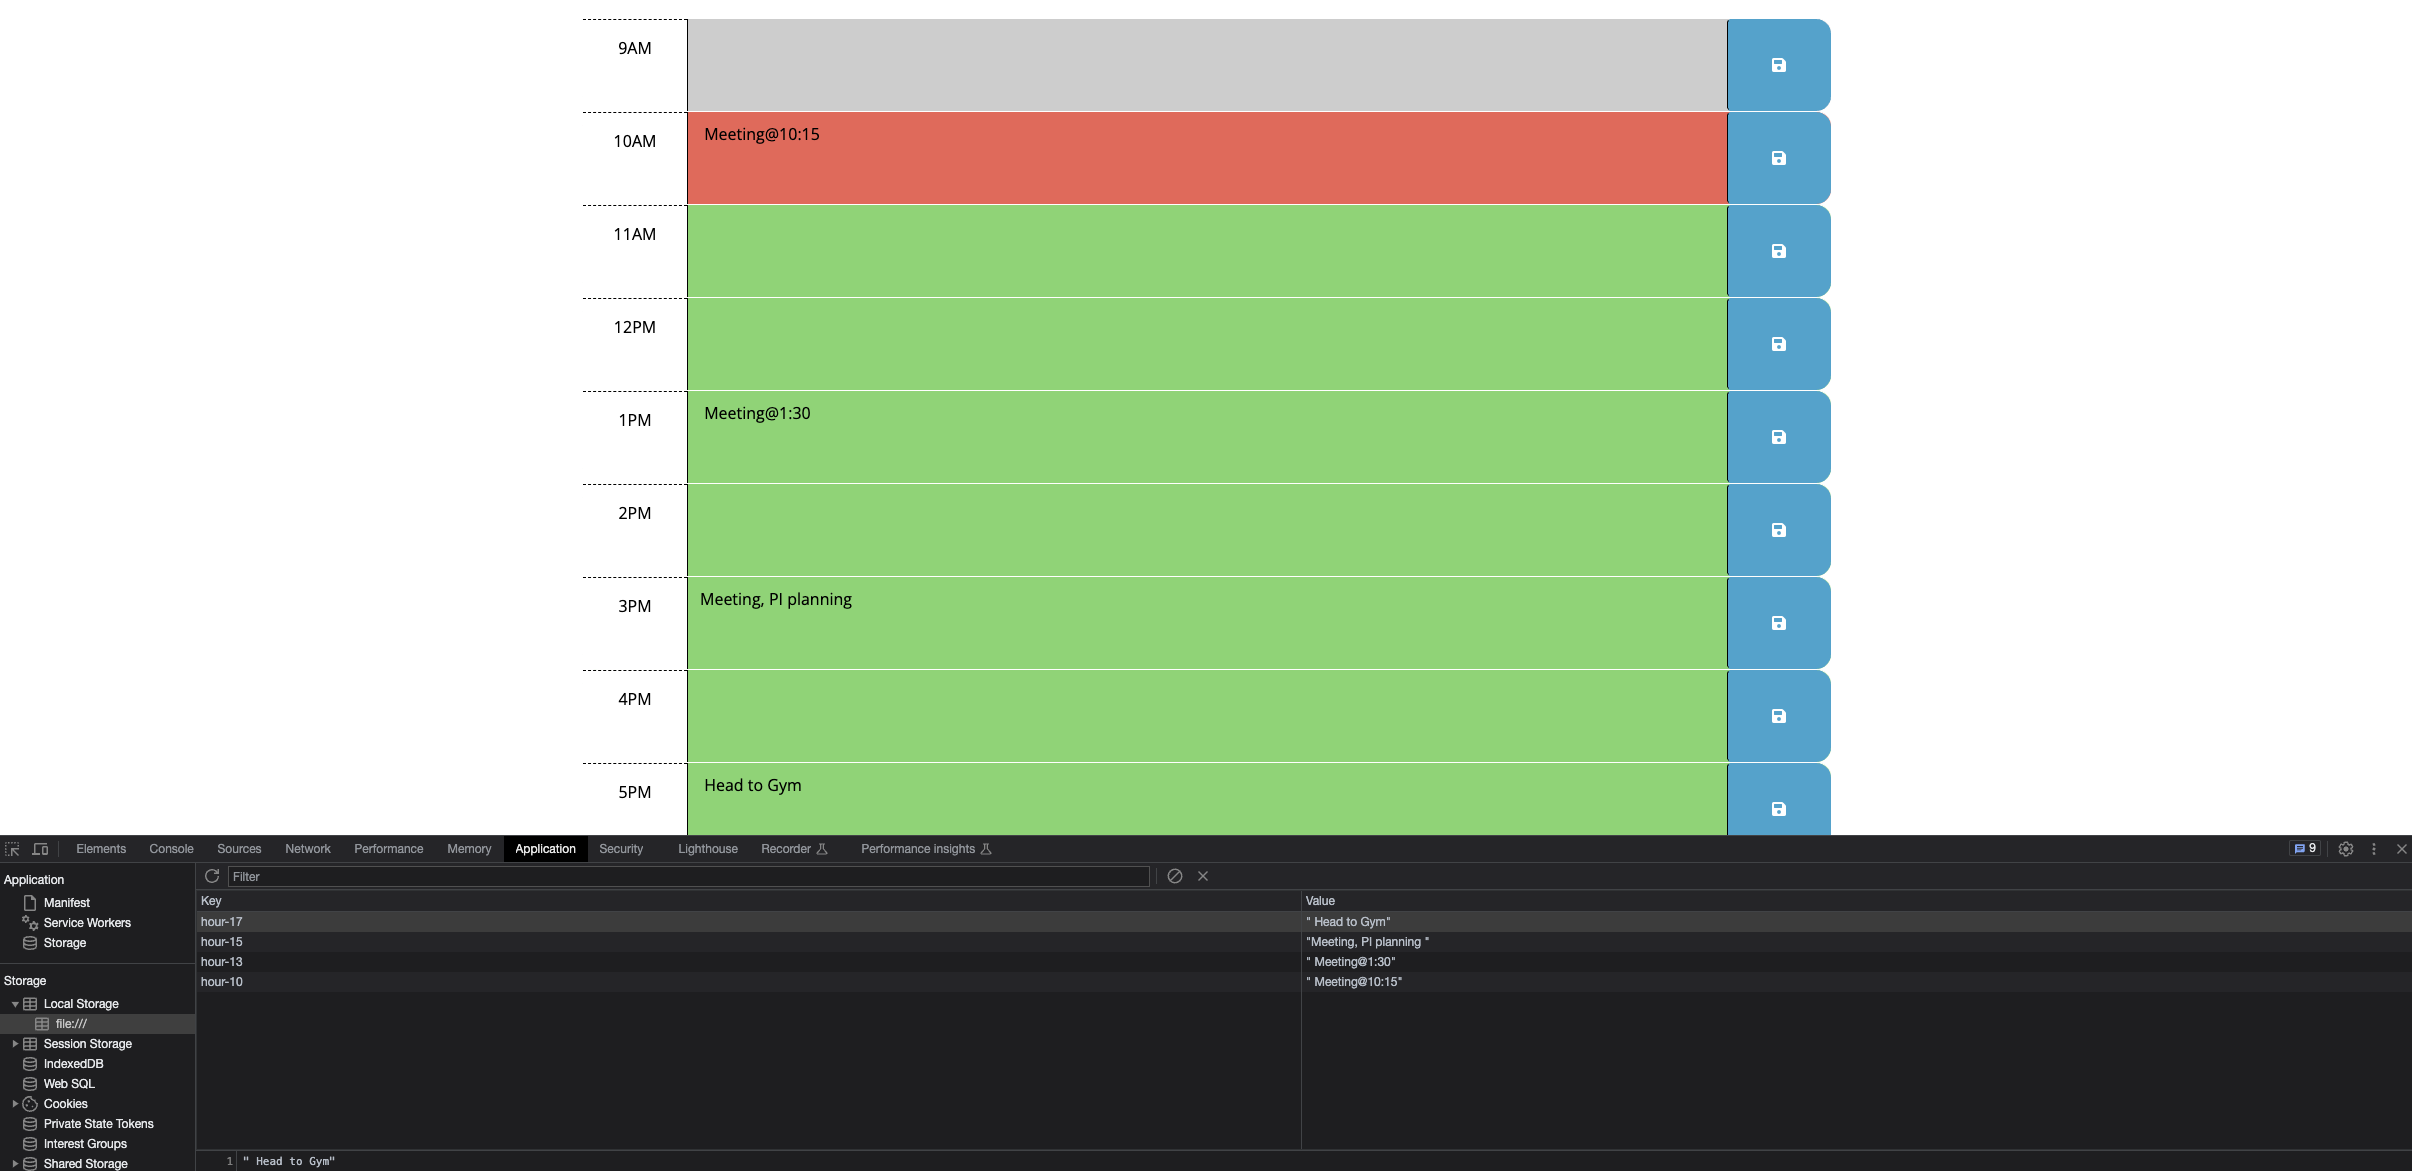 9AM
10AM
Meeting@10:15
11AM
12PM
1PM
Meeting@1:30
2PM
3PM
Meeting, PI planning
4PM
5PM
Head to Gym
Elements Console Sources Network Performance Memory Application Security Lighthouse Recorder Performance insights 9
Application
Manifest
Service Workers
Storage
Storage
Local Storage
file:///
Session Storage
IndexedDB
Web SQL
Cookies
Private State Tokens
Interest Groups
Shared Storage
Filter
Key Value
hour-17 " Head to Gym"
hour-15 "Meeting, PI planning "
hour-13 " Meeting@1:30"
hour-10 " Meeting@10:15"
1 " Head to Gym"